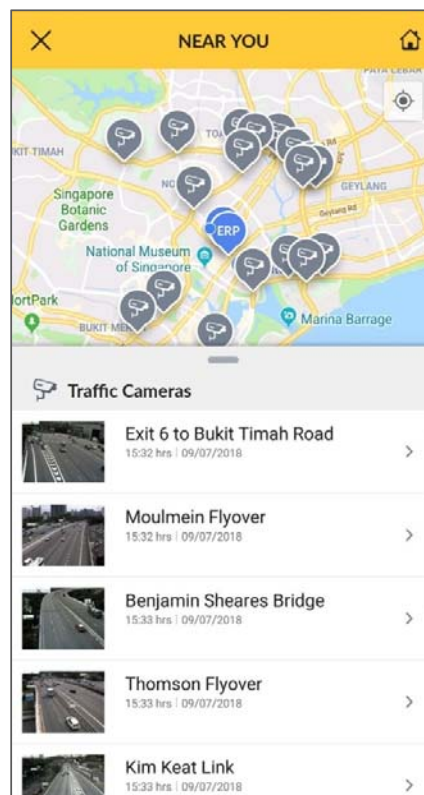 NEAR YOU
PAYA LEBAR
KIT TIMAH
TOA
Jln
NO
GEYLANG
Singapore
Botanic
Gardens
Geylang Rd
ERP
National Museum
of Singapore
ortPark
BUKIT ME
Marina Barrage
Traffic Cameras
Exit 6 to Bukit Timah Road
15:32 hrs | 09/07/2018
Moulmein Flyover
15:32 hrs | 09/07/2018
Benjamin Sheares Bridge
15:33 hrs | 09/07/2018
Thomson Flyover
15:33 hrs | 09/07/2018
Kim Keat Link
15:33 hrs | 09/07/2018